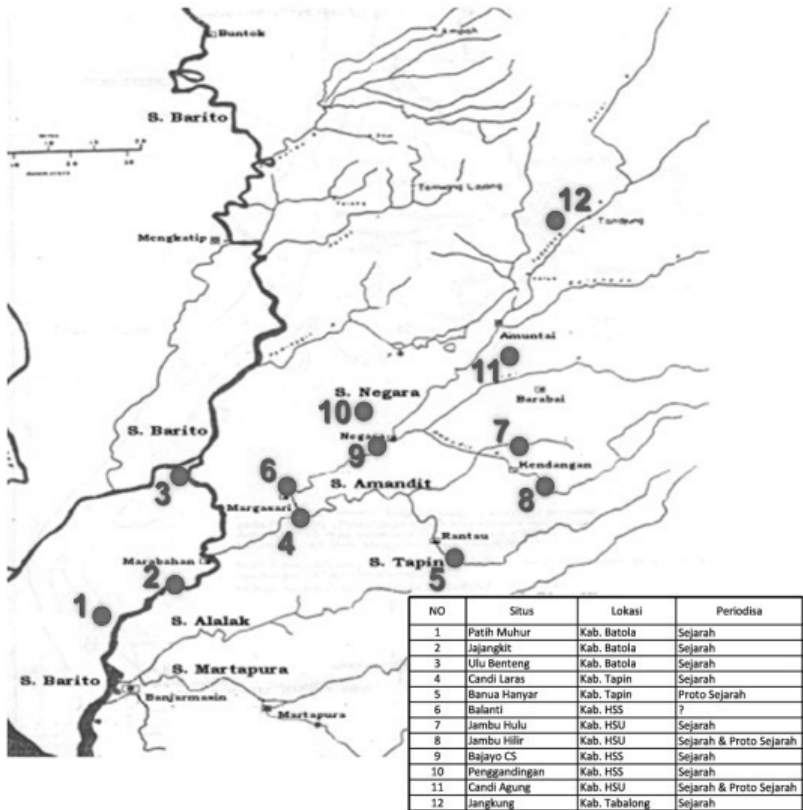 Buntok
Ampah
S. Barito
Tamiang Layang
12
Tanjung
Mengkatip
Amuntai
11
S. Negara
Barabai
10
S. Barito
Negara
7
9
Kendangan
6
S. Amandit
3
8
Margasari
4
Rantau
Marabahan
S. Tapin
2
5
1
S. Alalak
S. Martapura
S. Barito
Banjarmasin
Martapura
NO Situs Lokasi Periodisa
1 Patih Muhur Kab. Batola Sejarah
2 Jajangkit Kab. Batola Sejarah
3 Ulu Benteng Kab. Batola Sejarah
4 Candi Laras Kab. Tapin Sejarah
5 Banua Hanyar Kab. Tapin Proto Sejarah
6 Balanti Kab. HSS ?
7 Jambu Hulu Kab. HSU Sejarah
8 Jambu Hilir Kab. HSU Sejarah & Proto Sejarah
9 Bajayo CS Kab. HSS Sejarah
10 Penggandingan Kab. HSS Sejarah
11 Candi Agung Kab. HSU Sejarah & Proto Sejarah
12 Jangkung Kab. Tabalong Sejarah